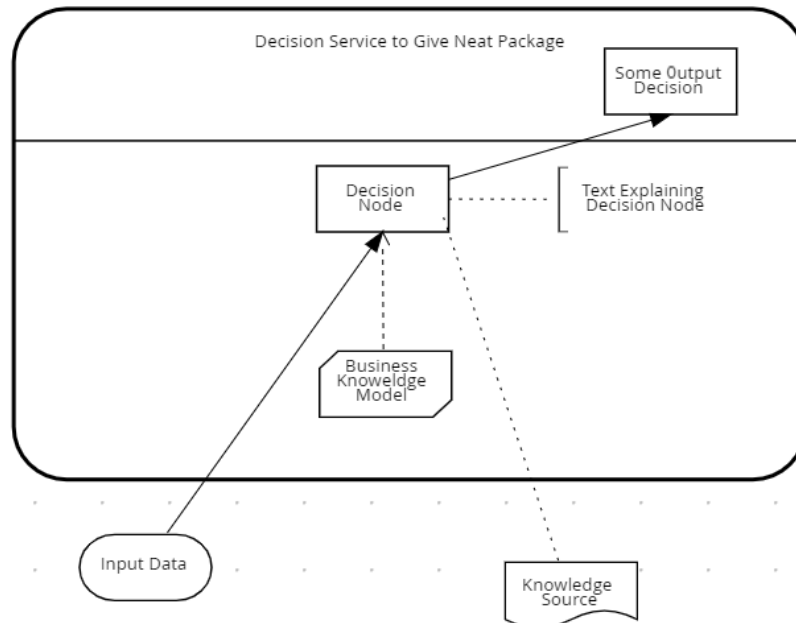 Decision Service to Give Neat Package
Some 0utput
Decision
Decision
Node
Text Explaining
Decision Node
Business
Knoweldge
Model
Input Data
Knowledge
Source